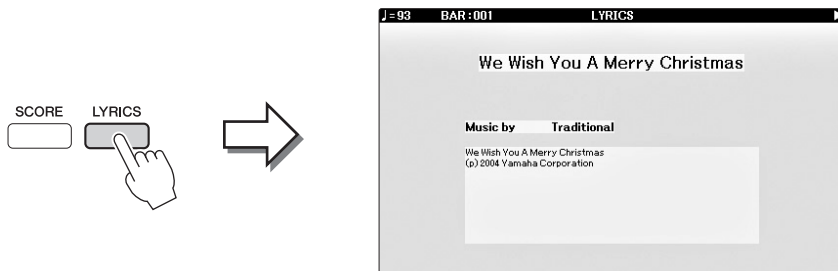 SCORE LYRICS
♩=93 BAR:001 LYRICS
We Wish You A Merry Christmas
Music by Traditional
We Wish You A Merry Christmas
(p) 2004 Yamaha Corporation